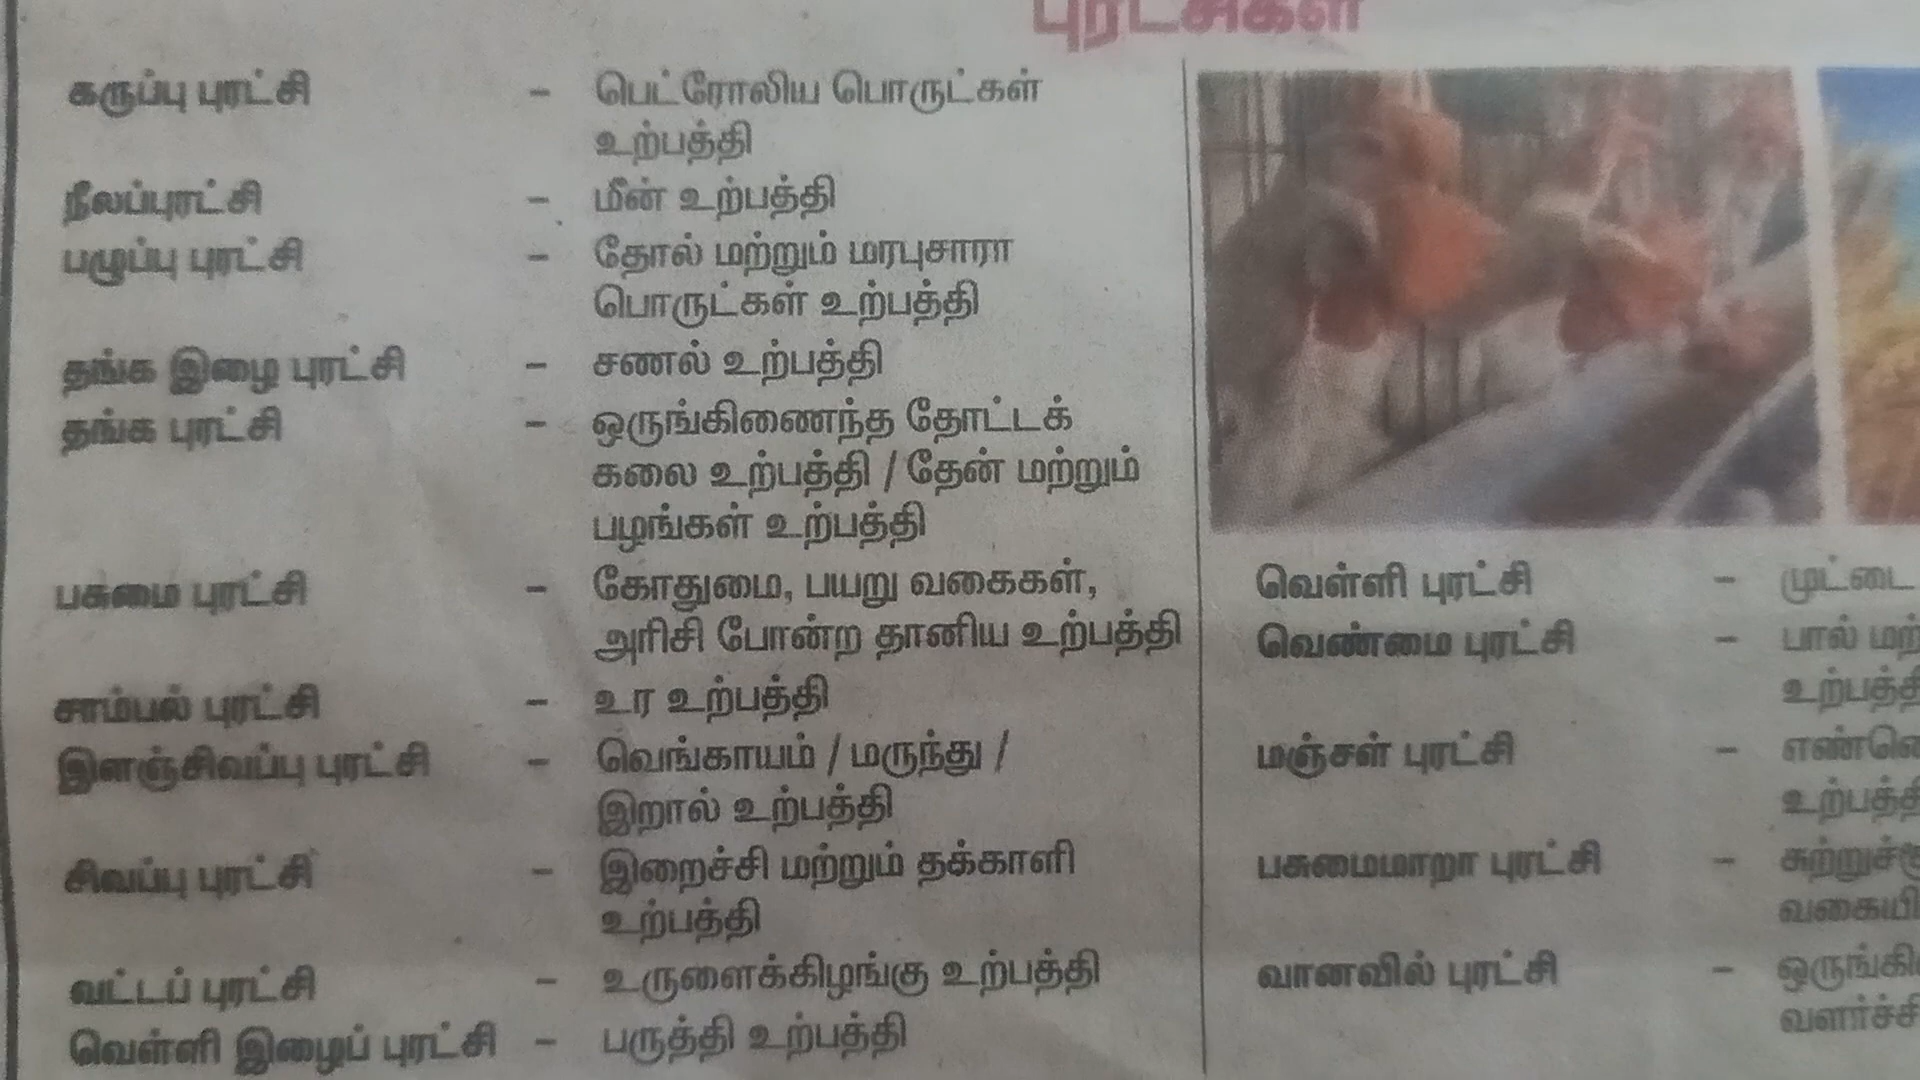 புரட்சிகள்
கருப்பு புரட்சி - பெட்ரோலிய பொருட்கள்
உற்பத்தி
நீலப்புரட்சி - மீன் உற்பத்தி
பழுப்பு புரட்சி - தோல் மற்றும் மரபுசாரா
பொருட்கள் உற்பத்தி
தங்க இழை புரட்சி - சணல் உற்பத்தி
தங்க புரட்சி - ஒருங்கிணைந்த தோட்டக்
கலை உற்பத்தி / தேன் மற்றும்
பழங்கள் உற்பத்தி
பசுமை புரட்சி - கோதுமை, பயறு வகைகள்,
அரிசி போன்ற தானிய உற்பத்தி
சாம்பல் புரட்சி - உர உற்பத்தி
இளஞ்சிவப்பு புரட்சி - வெங்காயம் / மருந்து /
இறால் உற்பத்தி
சிவப்பு புரட்சி - இறைச்சி மற்றும் தக்காளி
உற்பத்தி
வட்டப் புரட்சி - உருளைக்கிழங்கு உற்பத்தி
வெள்ளி இழைப் புரட்சி - பருத்தி உற்பத்தி
வெள்ளி புரட்சி - முட்டை
வெண்மை புரட்சி - பால்
மஞ்சள் புரட்சி -
பசுமைமாறா புரட்சி -
வானவில் புரட்சி -